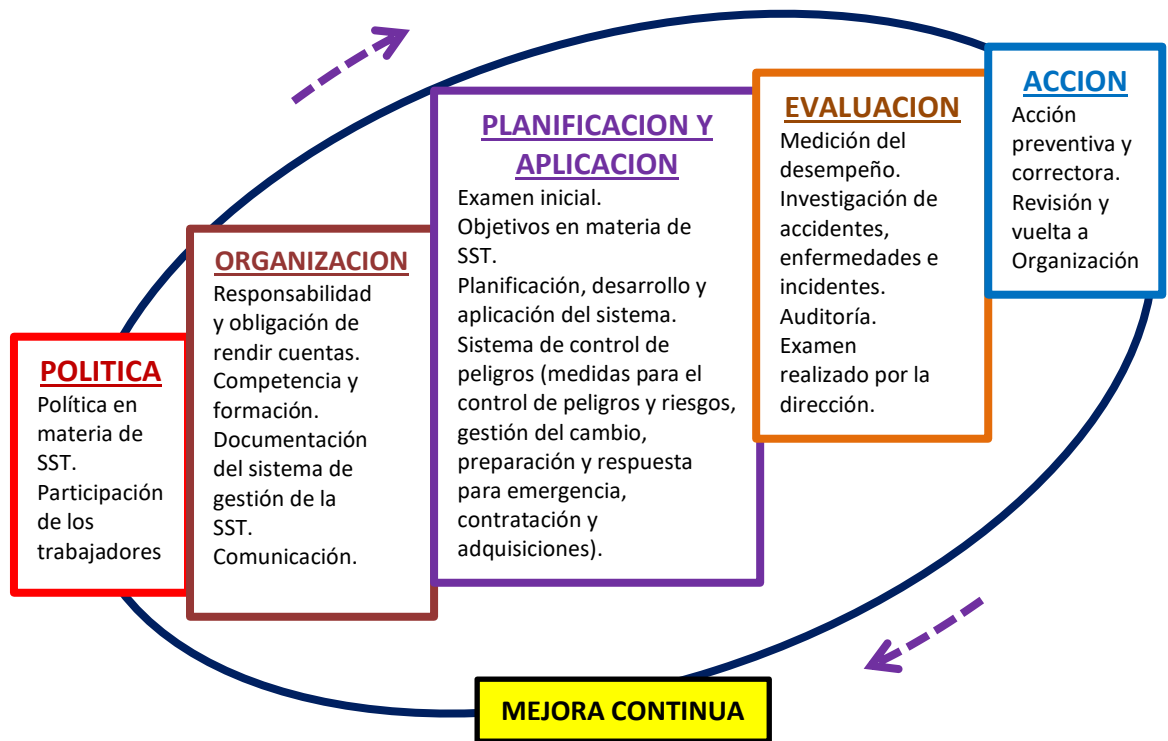 POLITICA
Política en
materia de
SST.
Participación
de los
trabajadores
ORGANIZACION
Responsabilidad
y obligación de
rendir cuentas.
Competencia y
formación.
Documentación
del sistema de
gestión de la
SST.
Comunicación.
PLANIFICACION Y
APLICACION
Examen inicial.
Objetivos en materia de
SST.
Planificación, desarrollo y
aplicación del sistema.
Sistema de control de
peligros (medidas para el
control de peligros y riesgos,
gestión del cambio,
preparación y respuesta
para emergencia,
contratación y
adquisiciones).
EVALUACION
Medición del
desempeño.
Investigación de
accidentes,
enfermedades e
incidentes.
Auditoría.
Examen
realizado por la
dirección.
ACCION
Acción
preventiva y
correctora.
Revisión y
vuelta a
Organización
MEJORA CONTINUA